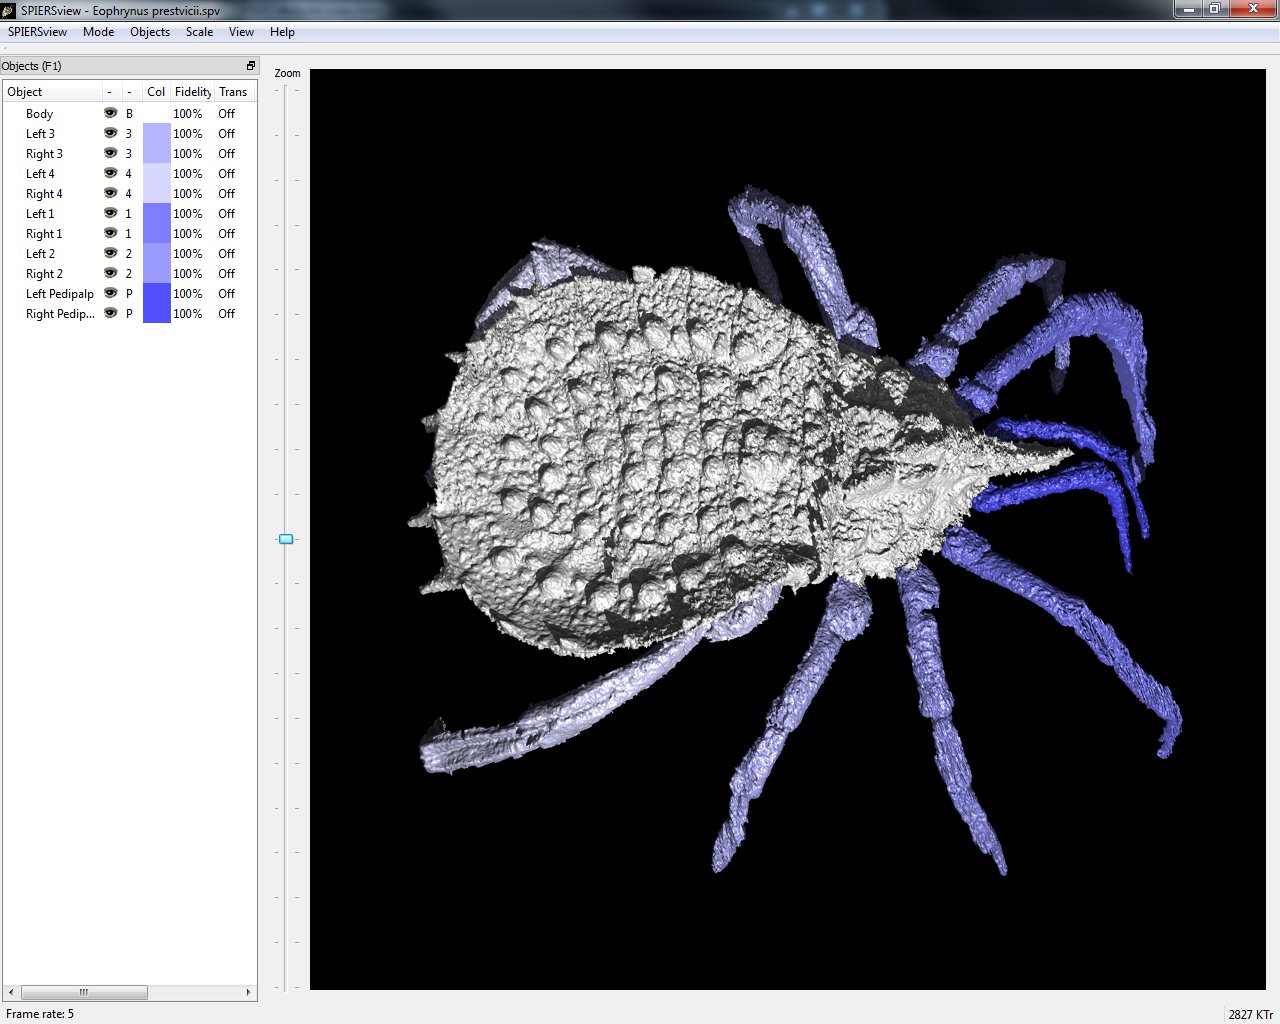 SPIERSview - Eophrynus prestvicii.spv
SPIERSview Mode Objects Scale View Help
Objects (F1)
Zoom
Object - - Col Fidelity Trans
Body B 100% Off
Left 3 3 100% Off
Right 3 3 100% Off
Left 4 4 100% Off
Right 4 4 100% Off
Left 1 1 100% Off
Right 1 1 100% Off
Left 2 2 100% Off
Right 2 2 100% Off
Left Pedipalp P 100% Off
Right Pedip... P 100% Off
Frame rate: 5
2827 KTr